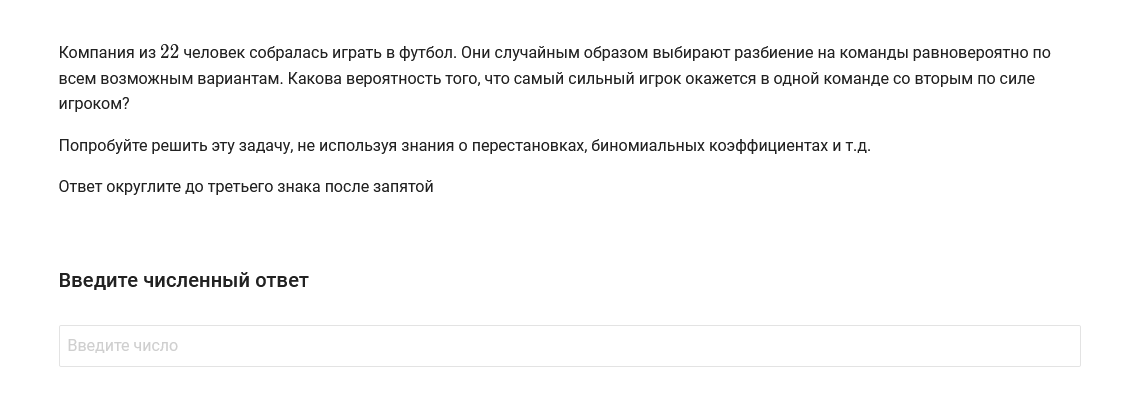 Компания из 22 человек собралась играть в футбол. Они случайным образом выбирают разбиение на команды равновероятно по
всем возможным вариантам. Какова вероятность того, что самый сильный игрок окажется в одной команде со вторым по силе
игроком?
Попробуйте решить эту задачу, не используя знания о перестановках, биномиальных коэффициентах и т.д.
Ответ округлите до третьего знака после запятой
Введите численный ответ
Введите число